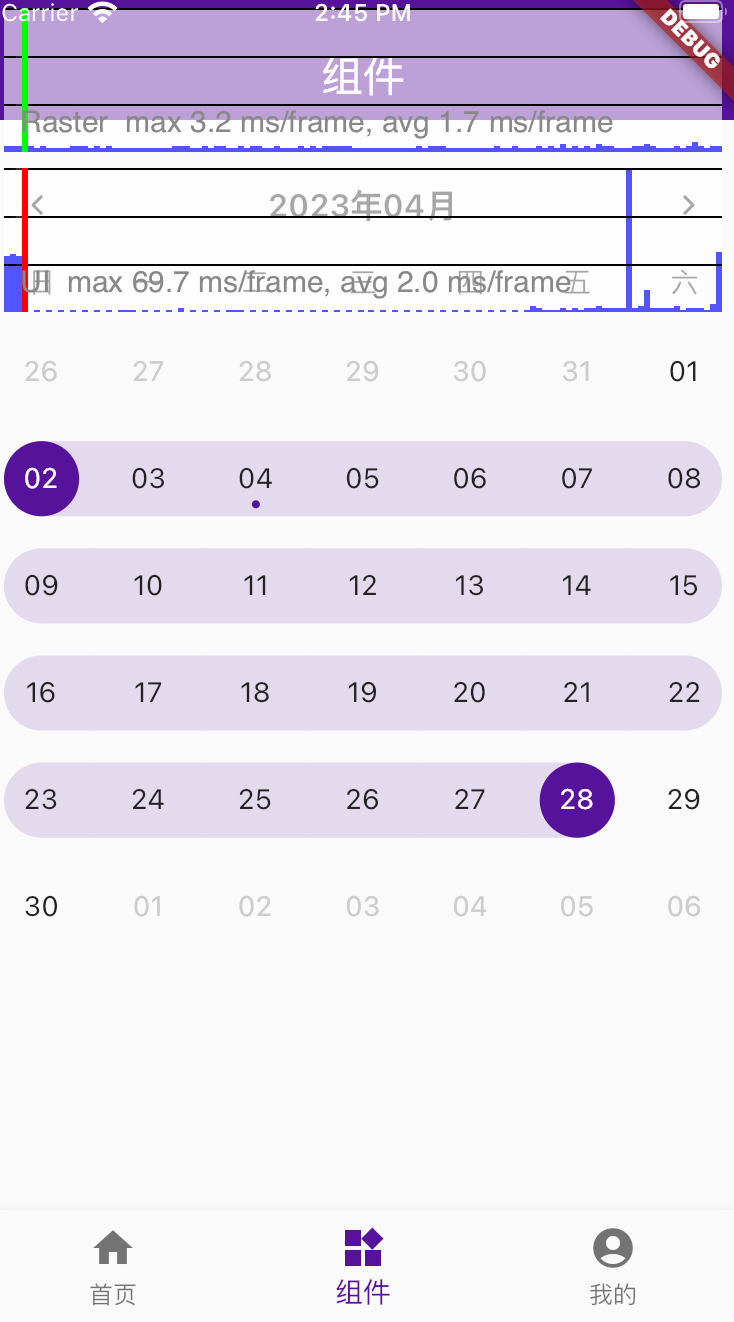 Carrier 2:45 PM
DEBUG
组件
Raster max 3.2 ms/frame, avg 1.7 ms/frame
2023年04月
UI max 69.7 ms/frame, avg 2.0 ms/frame
日 一 二 三 四 五 六
26 27 28 29 30 31 01
02 03 04 05 06 07 08
09 10 11 12 13 14 15
16 17 18 19 20 21 22
23 24 25 26 27 28 29
30 01 02 03 04 05 06
首页 组件 我的